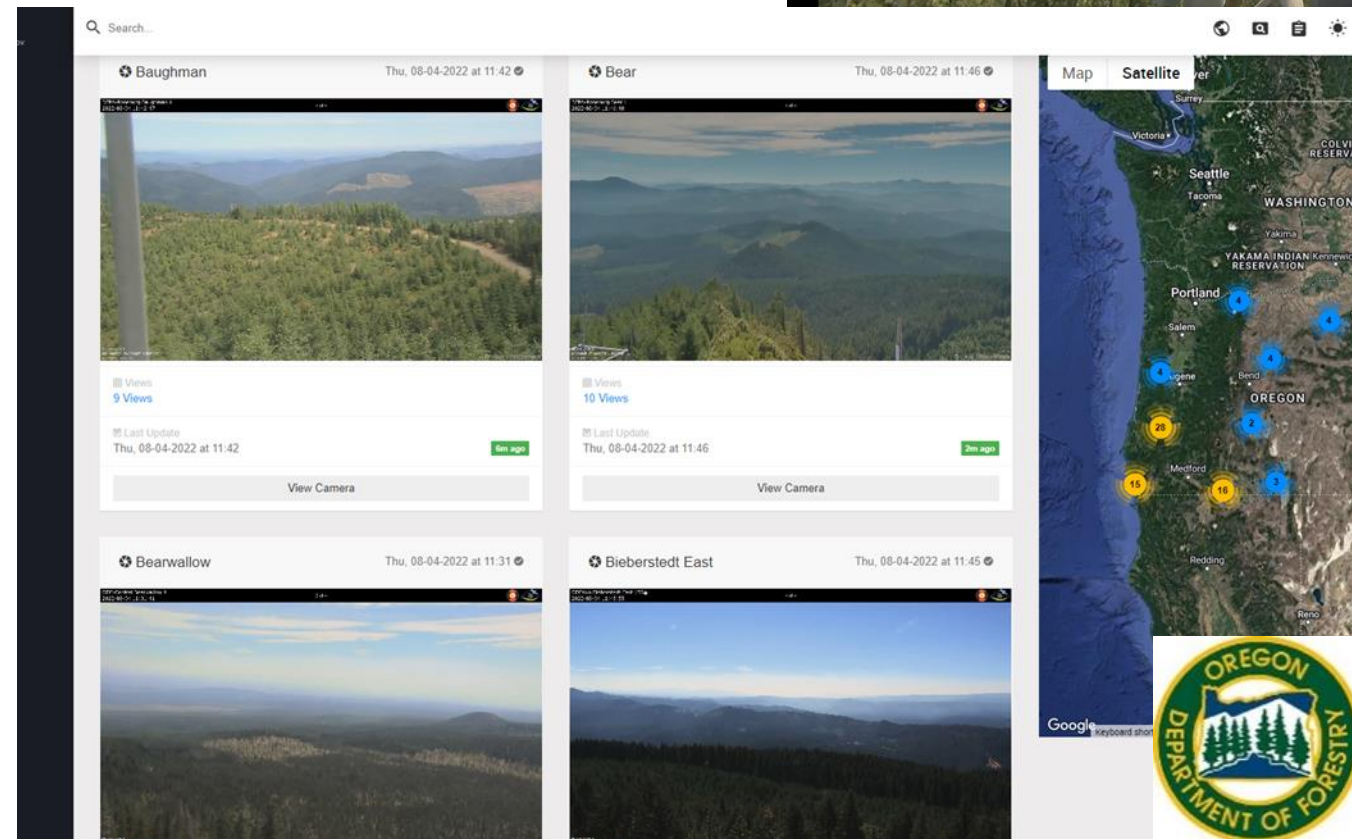 Search...
Baughman
Thu, 08-04-2022 at 11:42
Bear
Thu, 08-04-2022 at 11:46
Views
9 Views
Last Update
Thu, 08-04-2022 at 11:42
6m ago
View Camera
Views
10 Views
Last Update
Thu, 08-04-2022 at 11:46
2m ago
View Camera
Bearwallow
Thu, 08-04-2022 at 11:31
Bieberstedt East
Thu, 08-04-2022 at 11:45
Map
Satellite
Surrey
Victoria
Seattle
Tacoma
WASHINGTON
Yakima
YAKAMA INDIAN
RESERVATION
Portland
4
4
Salem
4
4
Bend
OREGON
28
2
Medford
15
16
3
Redding
Reno
Google
OREGON
DEPARTMENT OF FORESTRY